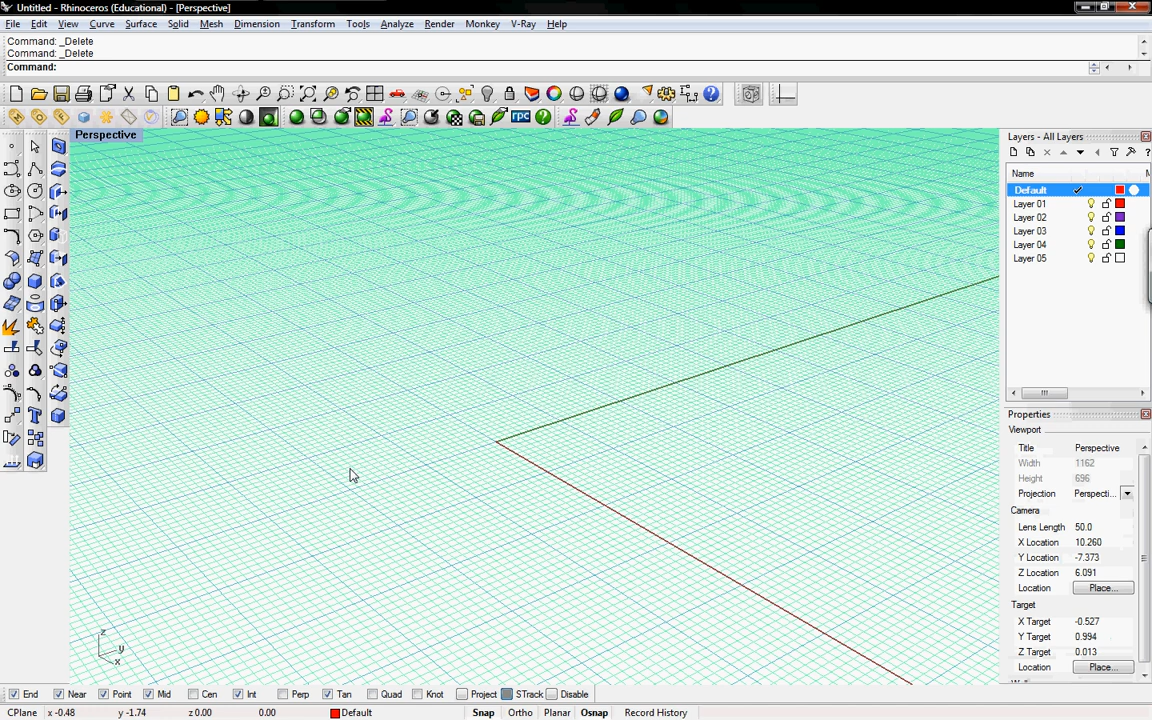 Untitled - Rhinoceros (Educational) - [Perspective]
File Edit View Curve Surface Solid Mesh Dimension Transform Tools Analyze Render Monkey V-Ray Help
Command: _Delete
Command: _Delete
Command:
rpc
Perspective
Layers - All Layers
Name
Default
Layer 01
Layer 02
Layer 03
Layer 04
Layer 05
Properties
Viewport
Title Perspective
Width 1162
Height 696
Projection Perspecti...
Camera
Lens Length 50.0
X Location 10.260
Y Location -7.373
Z Location 6.091
Location Place...
Target
X Target -0.527
Y Target 0.994
Z Target 0.013
Location Place...
z
y
x
End Near Point Mid Cen Int Perp Tan Quad Knot Project STrack Disable
CPlane x -0.48 y -1.74 z 0.00 0.00 Default Snap Ortho Planar Osnap Record History